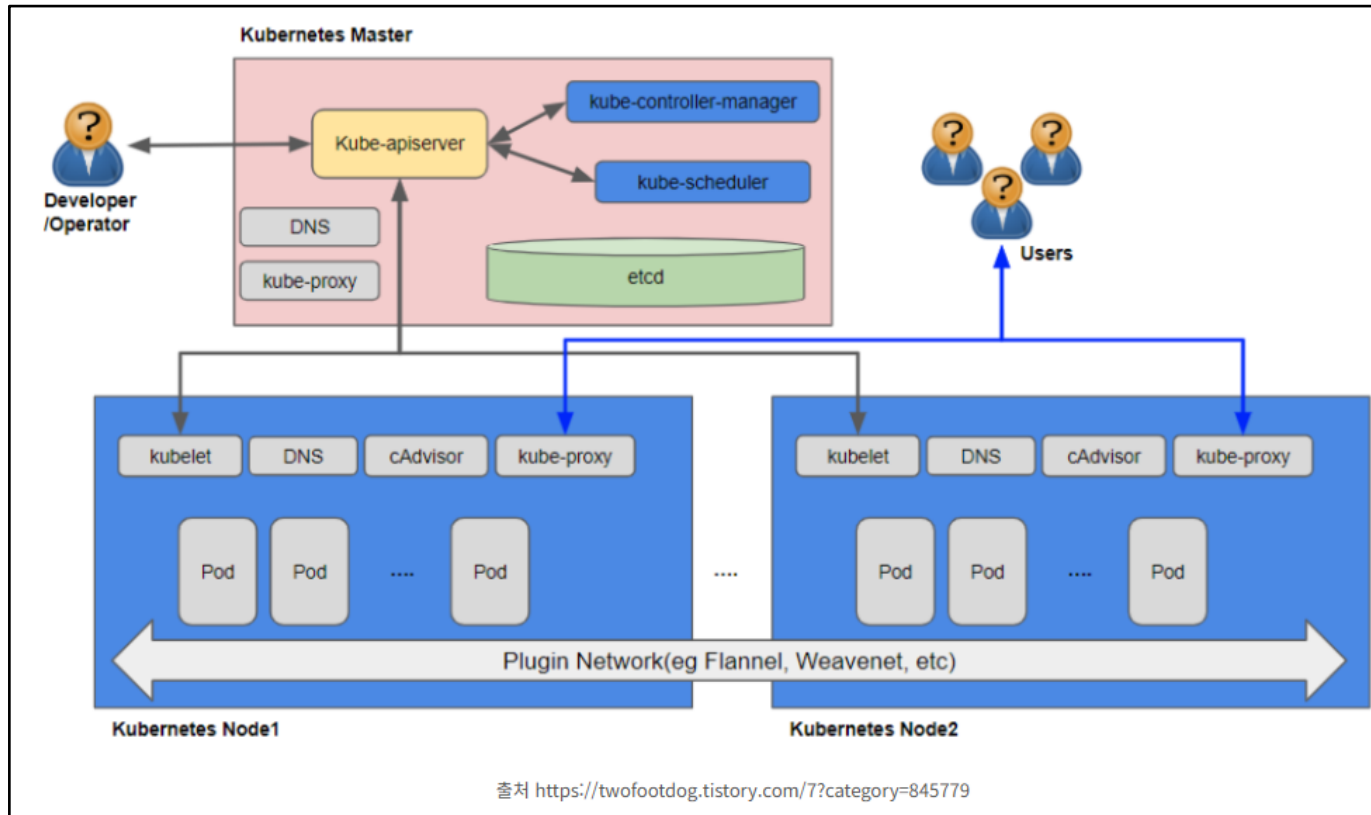 Kubernetes Master
kube-controller-manager
Kube-apiserver
kube-scheduler
Developer
/Operator
DNS
kube-proxy
etcd
Users
kubelet
DNS
cAdvisor
kube-proxy
kubelet
DNS
cAdvisor
kube-proxy
Pod
Pod
....
Pod
....
Pod
Pod
....
Pod
Plugin Network(eg Flannel, Weavenet, etc)
Kubernetes Node1
Kubernetes Node2
출처 https://twofootdog.tistory.com/7?category=845779
?
?
?
?